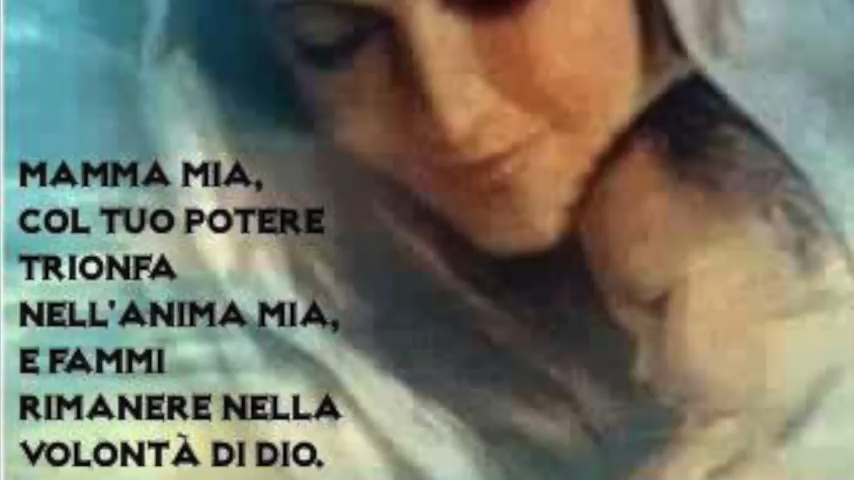 MAMMA MIA,
COL TUO POTERE
TRIONFA
NELL'ANIMA MIA,
E FAMMI
RIMANERE NELLA
VOLONTÀ DI DIO.